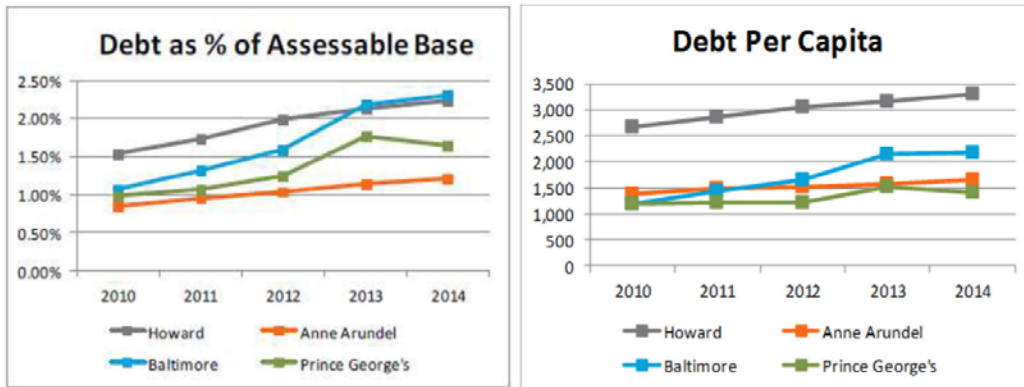 Debt as % of Assessable Base
2.50%
2.00%
1.50%
1.00%
0.50%
0.00%
2010 2011 2012 2013 2014
Howard Anne Arundel
Baltimore Prince George's
Debt Per Capita
3,500
3,000
2,500
2,000
1,500
1,000
500
0
2010 2011 2012 2013 2014
Howard Anne Arundel
Baltimore Prince George's